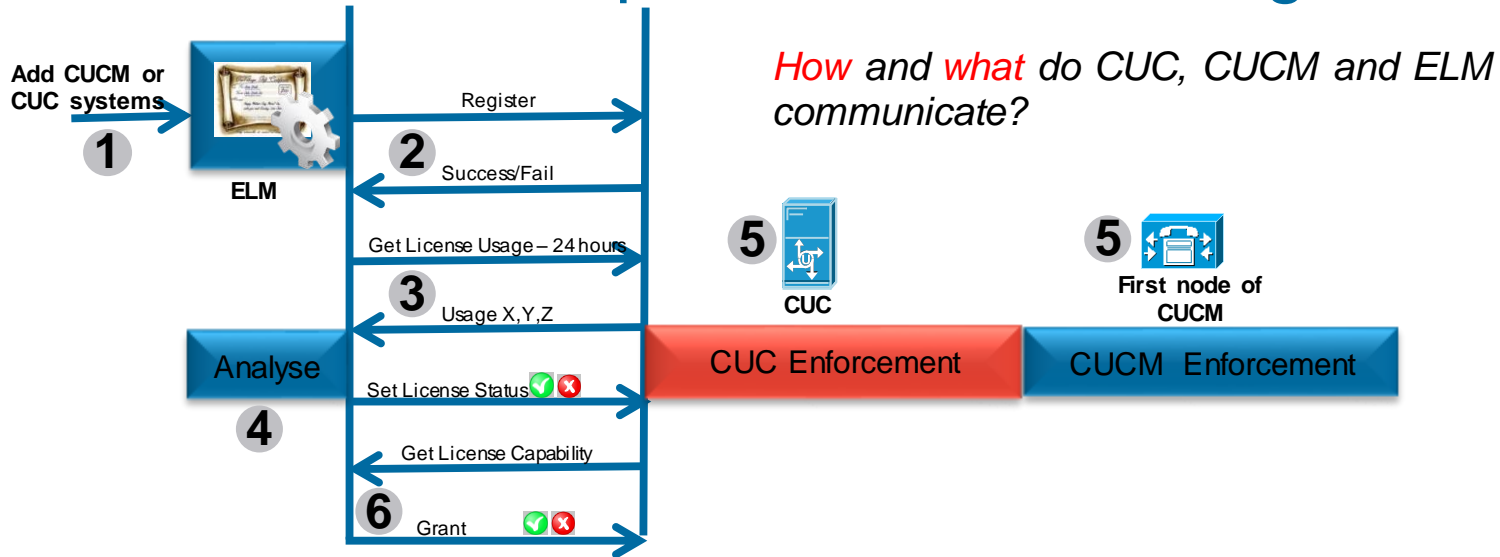 How and what do CUC, CUCM and ELM
communicate?
Add CUCM or
CUC systems
1
ELM
Register
2
Success/Fail
Get License Usage – 24 hours
3
Usage X,Y,Z
Analyse
4
Set License Status
5
CUC
5
First node of
CUCM
CUC Enforcement
CUCM Enforcement
Get License Capability
6
Grant